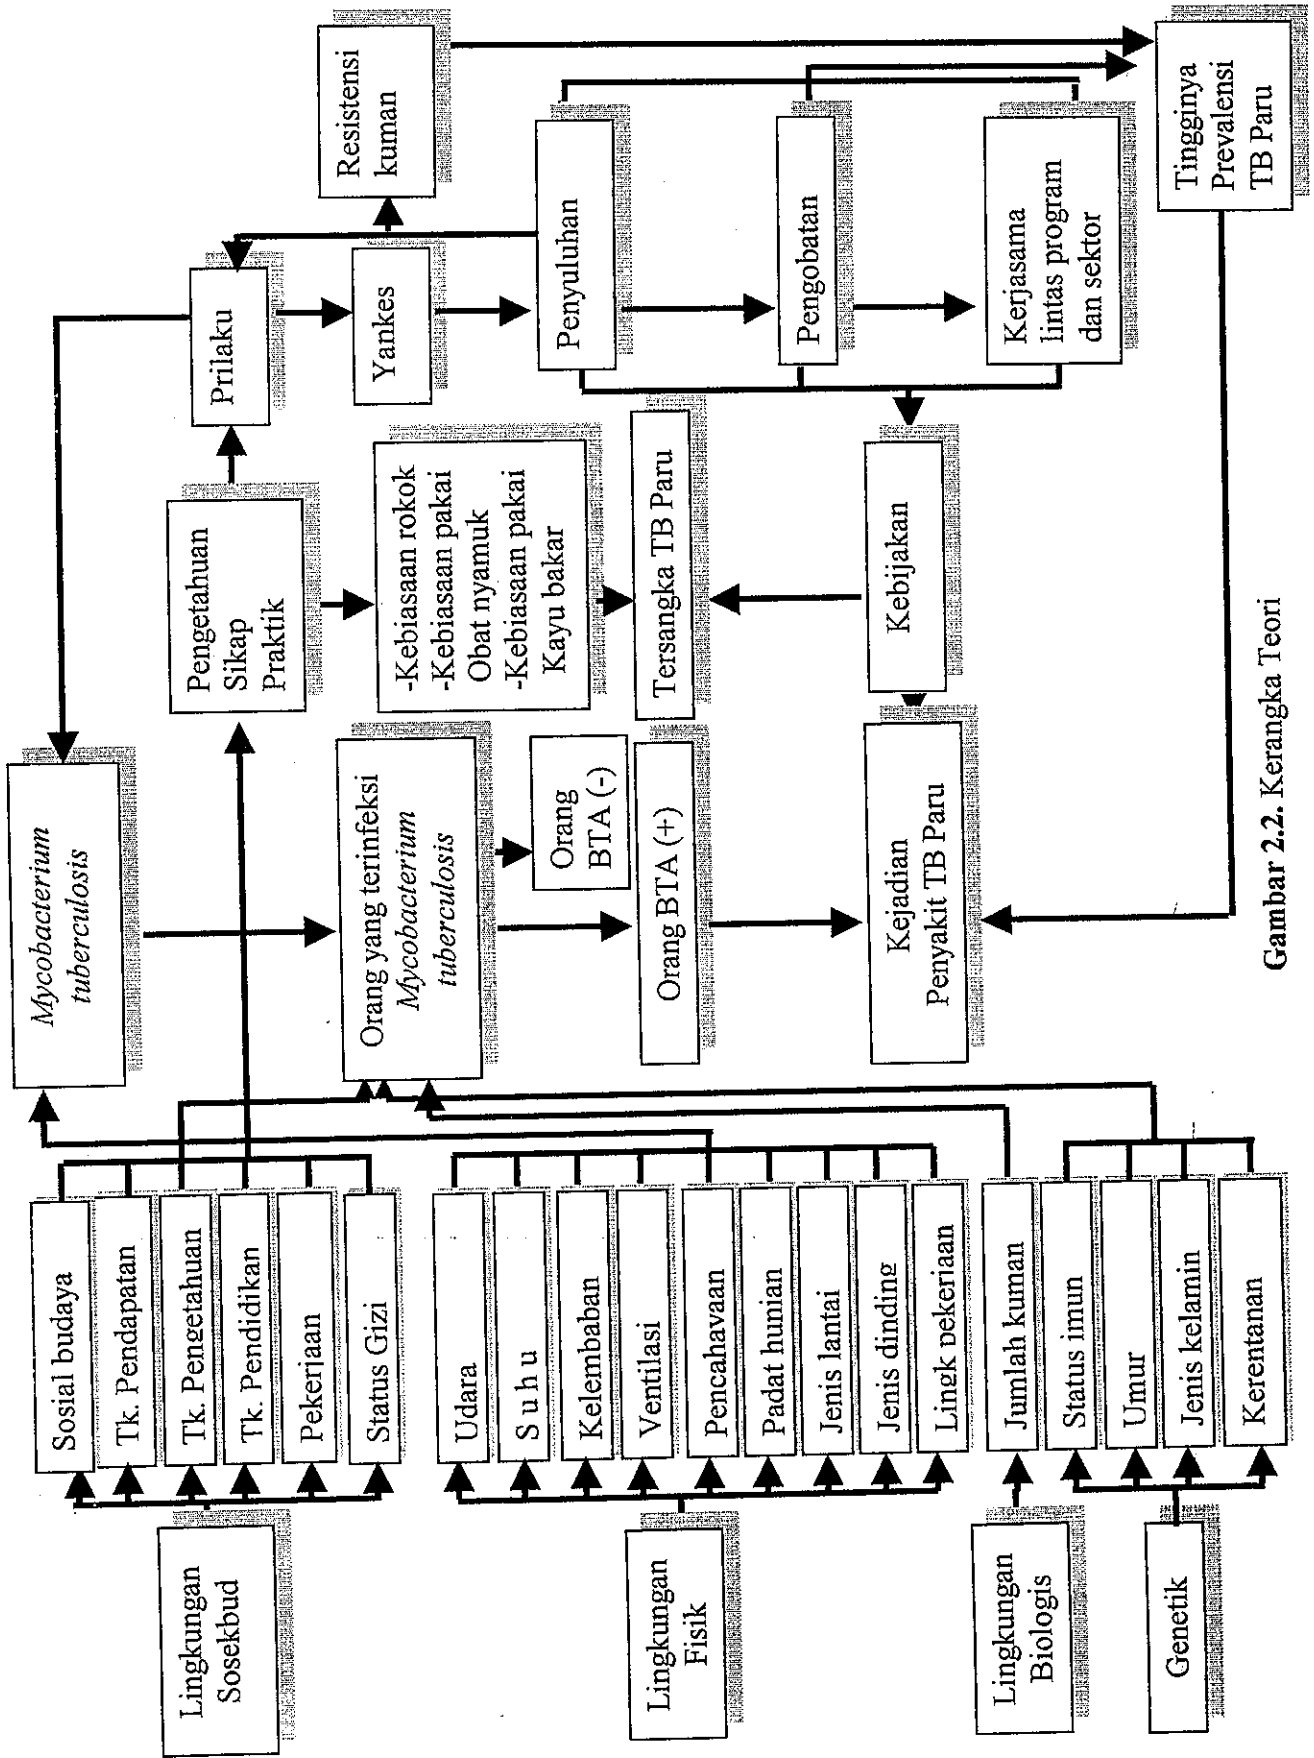 Lingkungan
Sosekbud
Lingkungan
Fisik
Lingkungan
Biologis
Genetik
Sosial budaya
Tk. Pendapatan
Tk. Pengetahuan
Tk. Pendidikan
Pekerjaan
Status Gizi
Udara
S u h u
Kelembaban
Ventilasi
Pencahayaan
Padat hunian
Jenis lantai
Jenis dinding
Lingk pekerjaan
Jumlah kuman
Status imun
Umur
Jenis kelamin
Kerentanan
Mycobacterium
tuberculosis
Orang yang terinfeksi
Mycobacterium
tuberculosis
Orang
BTA (-)
Orang BTA (+)
Kejadian
Penyakit TB Paru
Pengetahuan
Sikap
Praktik
-Kebiasaan rokok
-Kebiasaan pakai
Obat nyamuk
-Kebiasaan pakai
Kayu bakar
Tersangka TB Paru
Kebijakan
Prilaku
Yankes
Penyuluhan
Pengobatan
Kerjasama
lintas program
dan sektor
Resistensi
kuman
Tingginya
Prevalensi
TB Paru
Gambar 2.2. Kerangka Teori